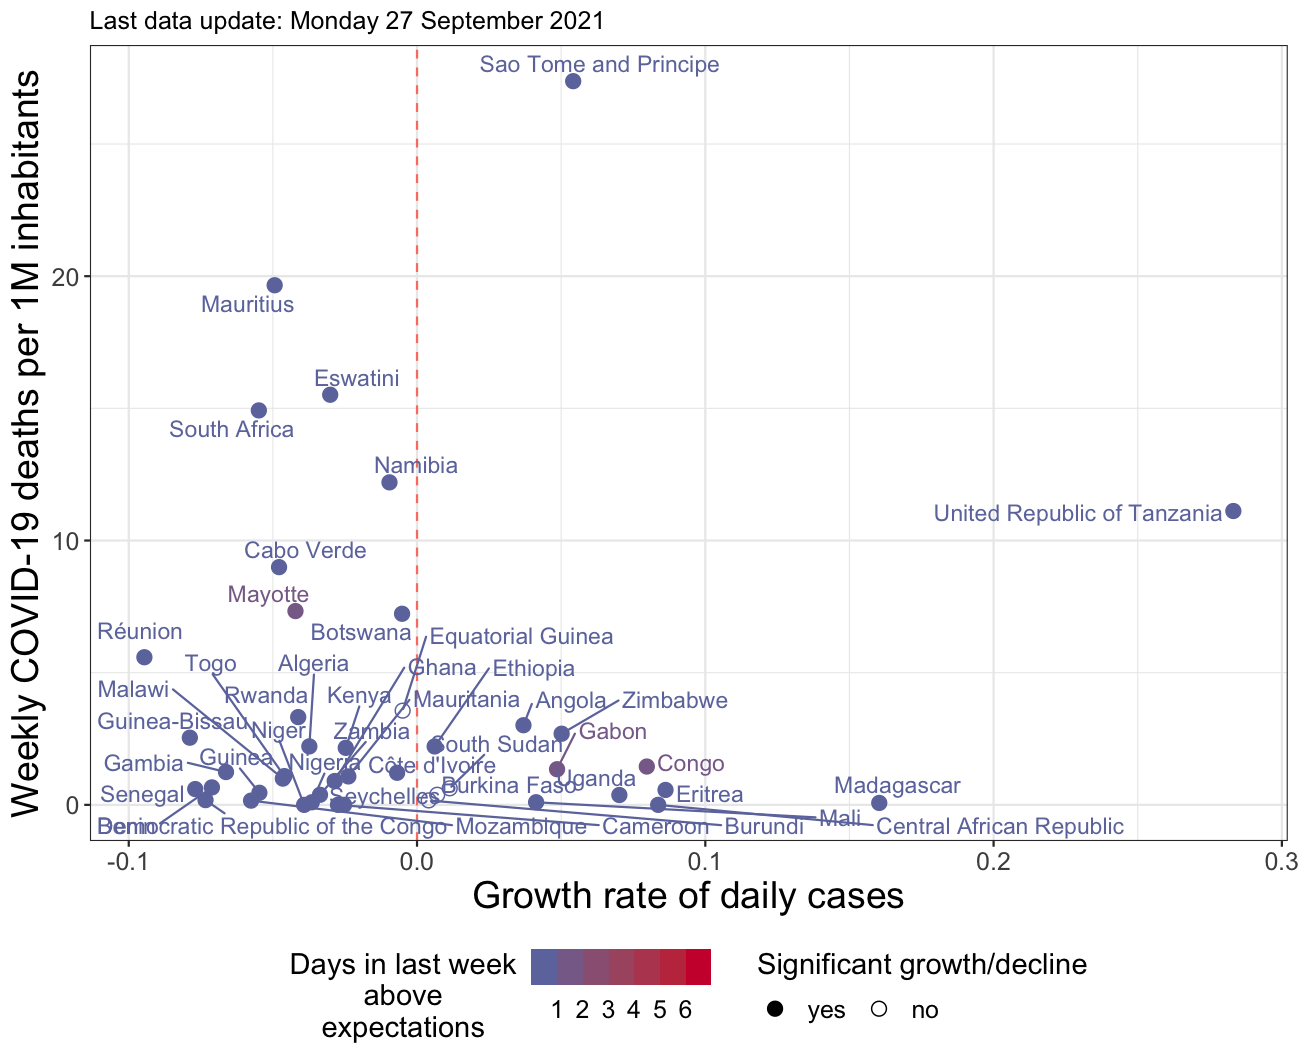 Last data update: Monday 27 September 2021
Weekly COVID-19 deaths per 1M inhabitants
Sao Tome and Principe
20
Mauritius
Eswatini
South Africa
Namibia
United Republic of Tanzania
10
Cabo Verde
Mayotte
Réunion
Botswana
Equatorial Guinea
Togo
Algeria
Ghana
Ethiopia
Malawi
Rwanda
Kenya
Mauritania
Angola
Zimbabwe
Guinea-Bissau
Niger
Zambia
Gabon
South Sudan
Gambia
Guinea
Nigeria
Côte d'Ivoire
Congo
Uganda
Senegal
Seychelles
Burkina Faso
Eritrea
Madagascar
0
Mali
Benin
Democratic Republic of the Congo
Mozambique
Cameroon
Burundi
Central African Republic
-0.1
0.0
0.1
0.2
0.3
Growth rate of daily cases
Days in last week
above
expectations
1 2 3 4 5 6
Significant growth/decline
yes
no